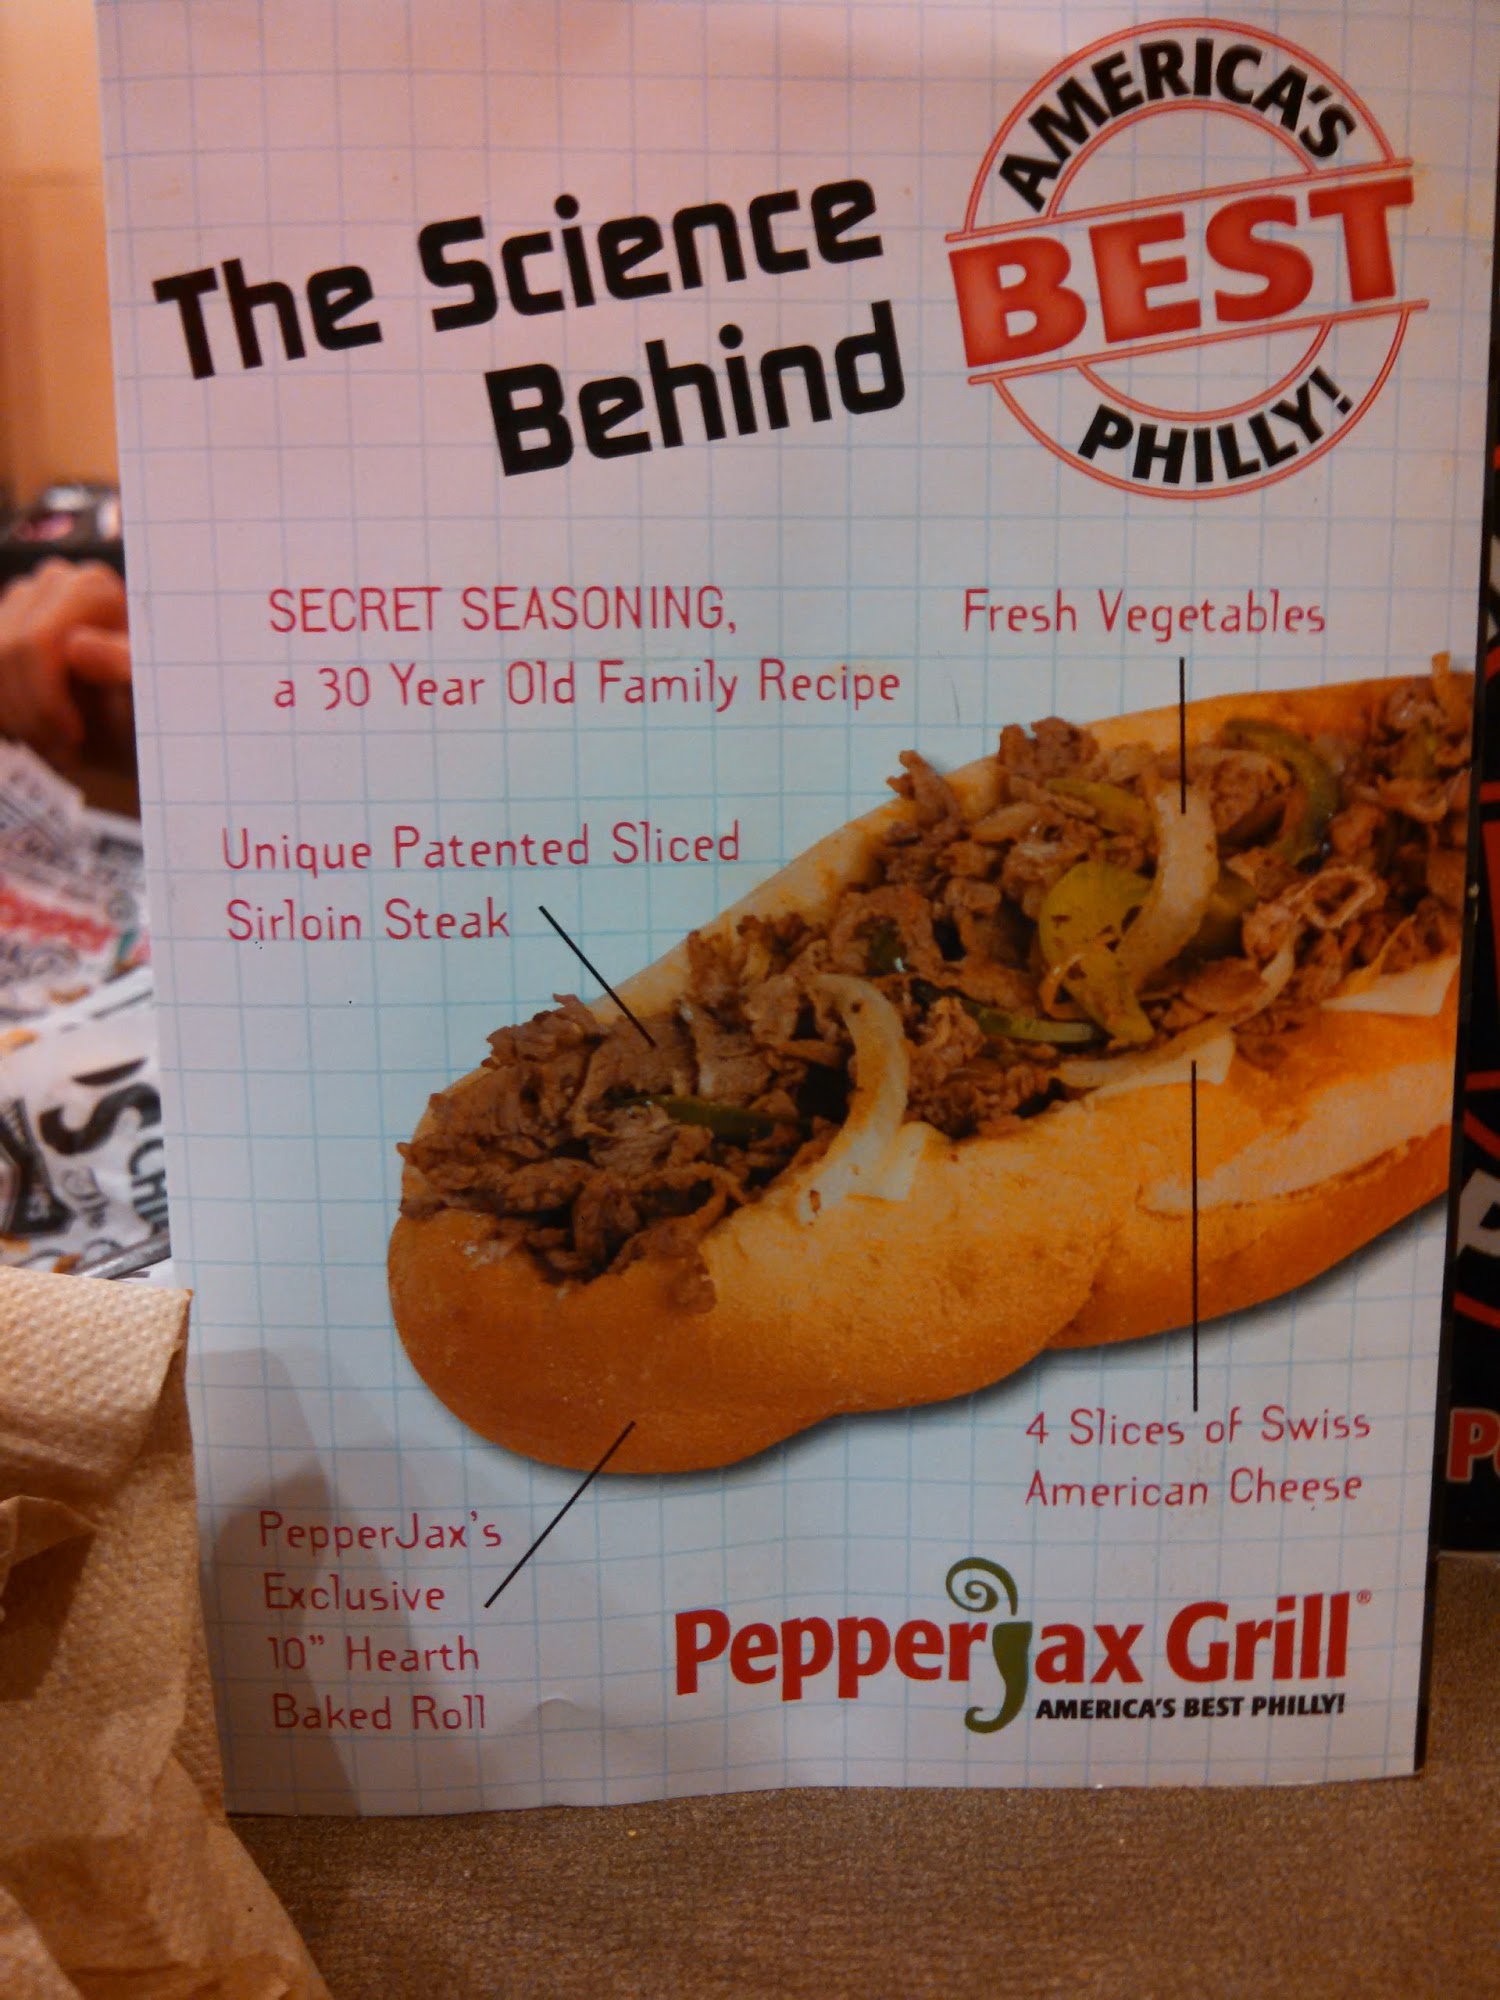 The Science
Behind
AMERICA'S
BEST
PHILLY!
SECRET SEASONING,
a 30 Year Old Family Recipe
Fresh Vegetables
Unique Patented Sliced
Sirloin Steak
4 Slices of Swiss
American Cheese
PepperJax's
Exclusive
10" Hearth
Baked Roll
PepperJax Grill®
AMERICA'S BEST PHILLY!